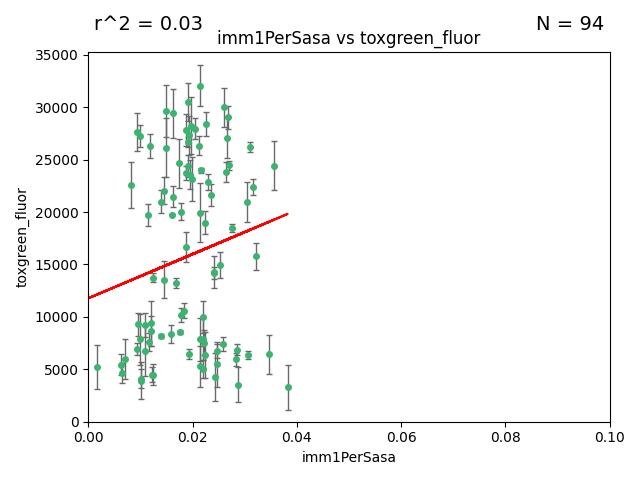 r^2 = 0.03
N = 94
imm1PerSasa vs toxgreen_fluor
35000
30000
25000
20000
15000
10000
5000
0
toxgreen_fluor
0.00
0.02
0.04
0.06
0.08
0.10
imm1PerSasa